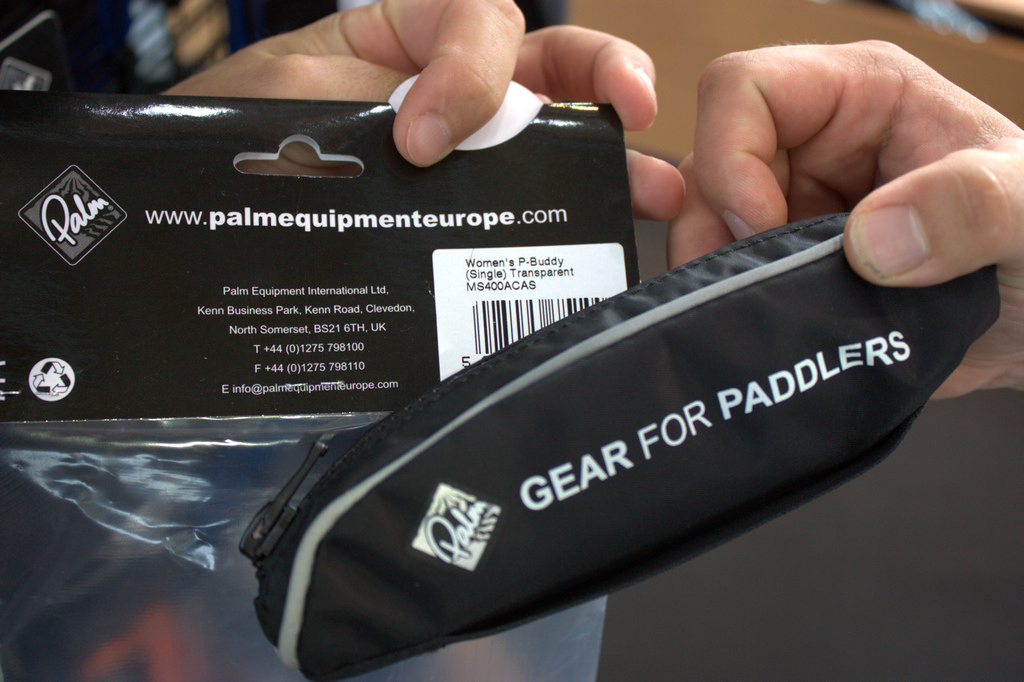 Palm
www.palmequipmenteurope.com
Women's P-Buddy
(Single) Transparent
MS400ACAS
Palm Equipment International Ltd,
Kenn Business Park, Kenn Road, Clevedon,
North Somerset, BS21 6TH, UK
T +44 (0)1275 798100
F +44 (0)1275 798110
E info@palmequipmenteurope.com
5
GEAR FOR PADDLERS
Palm